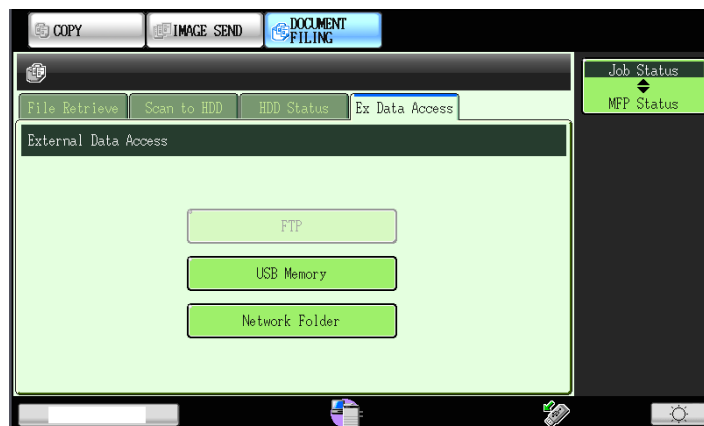 COPY
IMAGE SEND
DOCUMENT
FILING
Job Status
MFP Status
File Retrieve
Scan to HDD
HDD Status
Ex Data Access
External Data Access
FTP
USB Memory
Network Folder